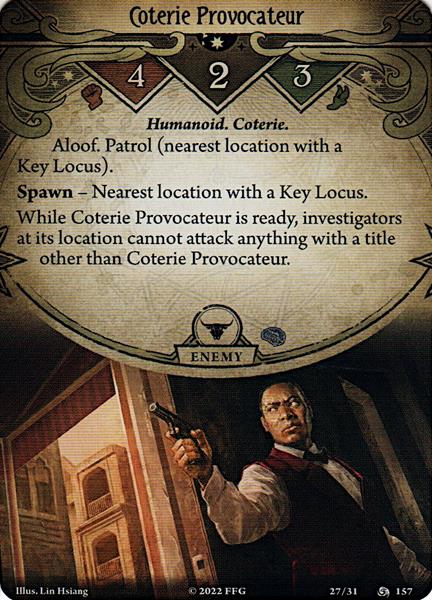 Coterie Provocateur
4 2 3
Humanoid. Coterie.
Aloof. Patrol (nearest location with a
Key Locus).
Spawn – Nearest location with a Key Locus.
While Coterie Provocateur is ready, investigators
at its location cannot attack anything with a title
other than Coterie Provocateur.
ENEMY
Illus. Lin Hsiang © 2022 FFG 27/31 157